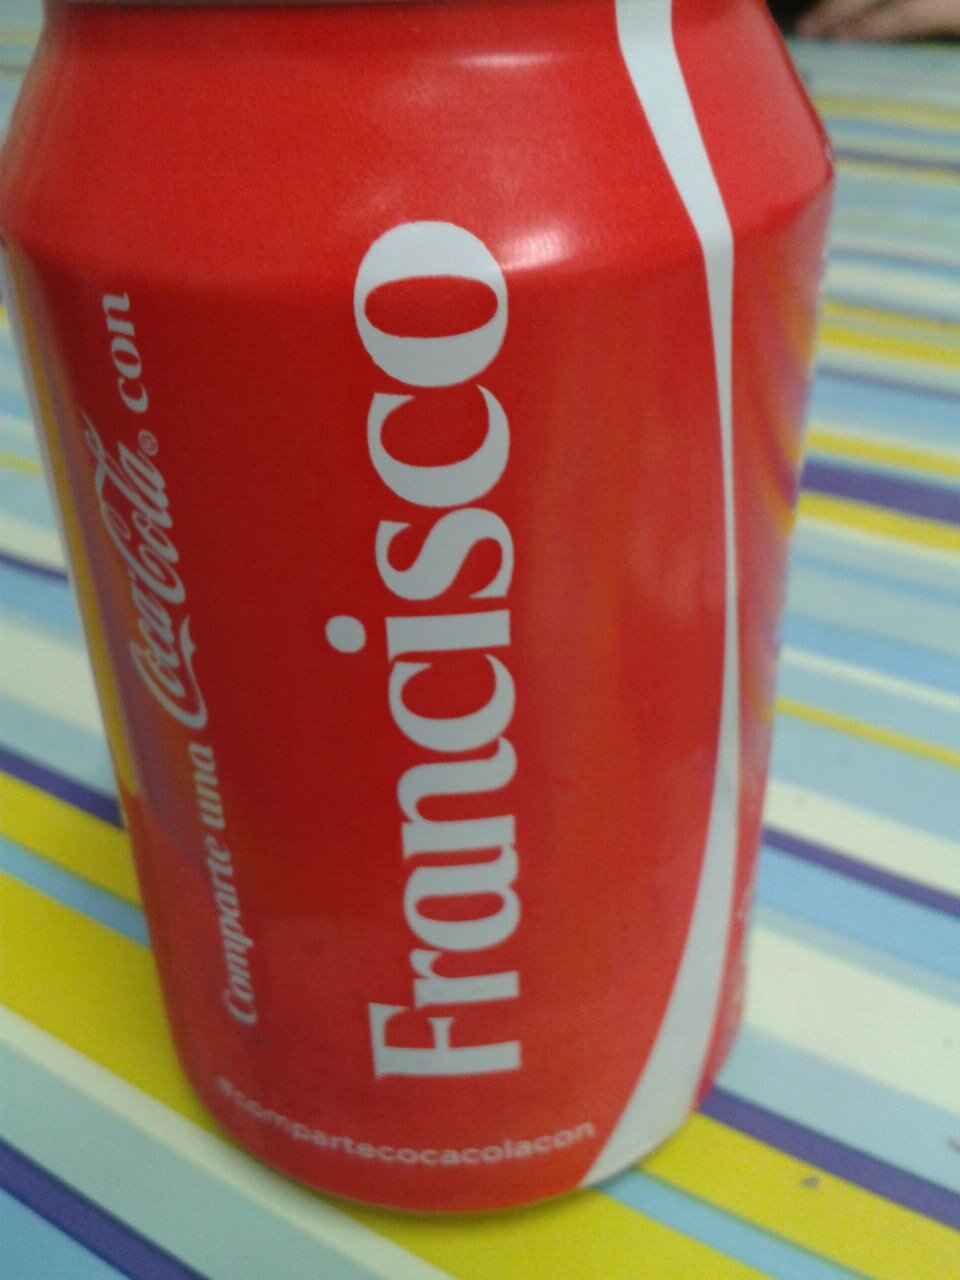 Comparte una Coca-Cola® con
Francisco
#compartecocacolacon